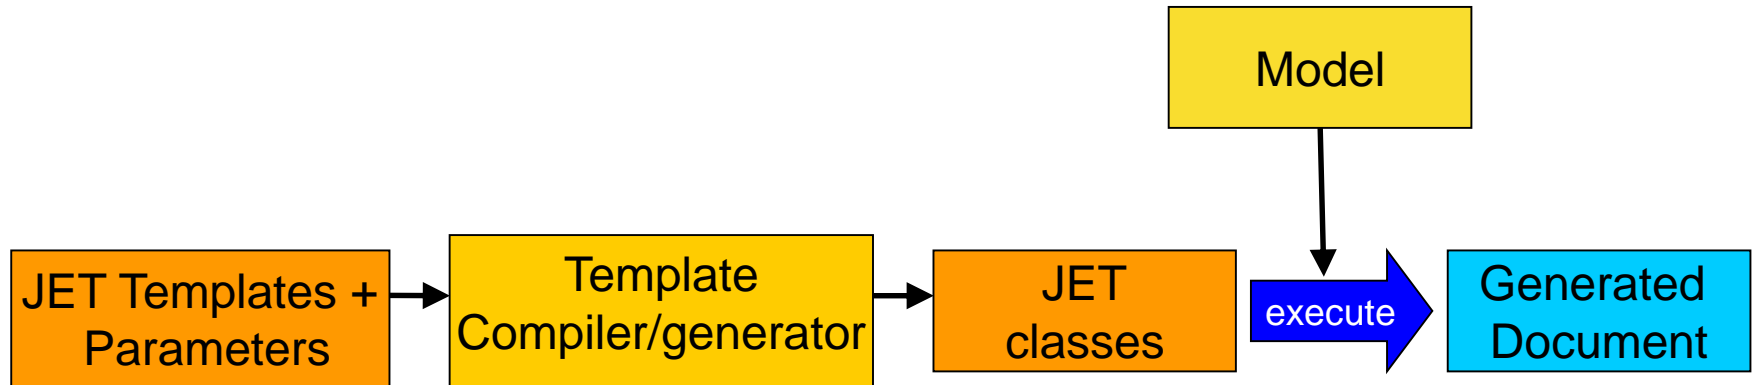 Model
JET Templates +
Parameters
Template
Compiler/generator
JET
classes
execute
Generated
Document